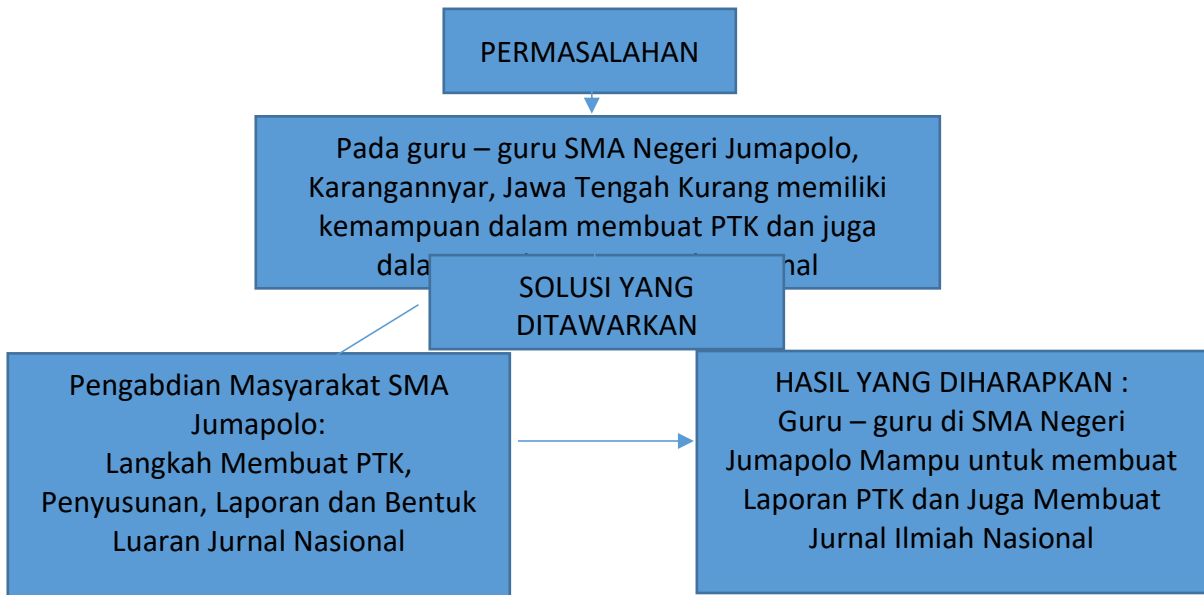 PERMASALAHAN
Pada guru – guru SMA Negeri Jumapolo,
Karangannyar, Jawa Tengah Kurang memiliki
kemampuan dalam membuat PTK dan juga
SOLUSI YANG
DITAWARKAN
Pengabdian Masyarakat SMA
Jumapolo:
Langkah Membuat PTK,
Penyusunan, Laporan dan Bentuk
Luaran Jurnal Nasional
HASIL YANG DIHARAPKAN :
Guru – guru di SMA Negeri
Jumapolo Mampu untuk membuat
Laporan PTK dan Juga Membuat
Jurnal Ilmiah Nasional